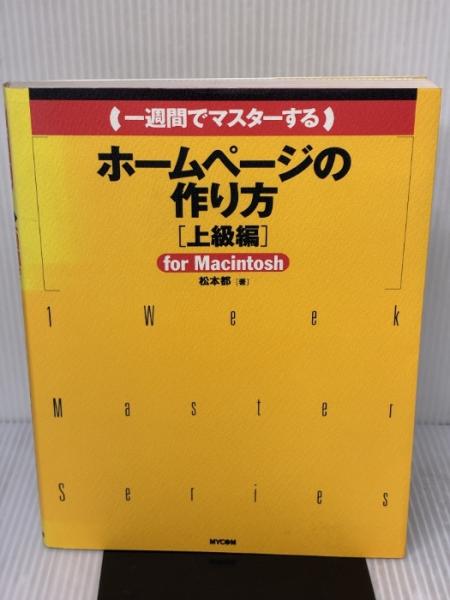 【一週間でマスターする】
ホームページの
作り方
［上級編］
for Macintosh
松本都［著］
1 Week
Master
Series
MYCOM